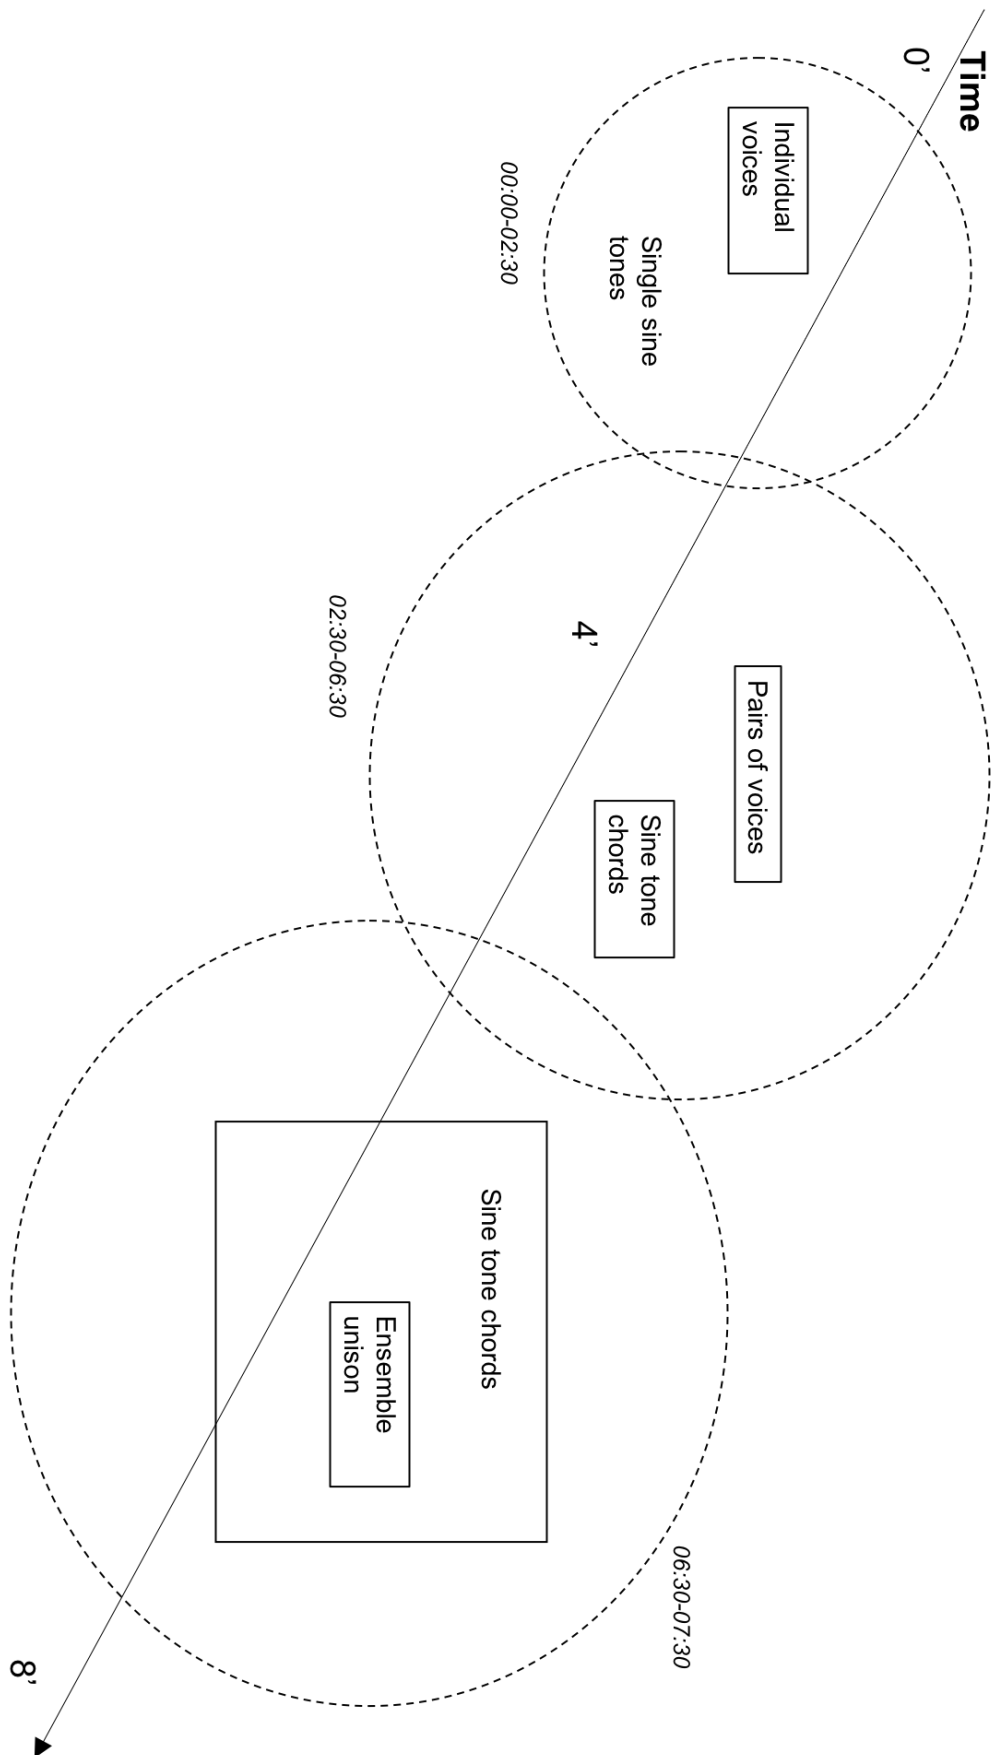 Time
0'
Individual
voices
Single sine
tones
00:00-02:30
4'
Pairs of voices
Sine tone
chords
02:30-06:30
Sine tone chords
Ensemble
unison
06:30-07:30
8'